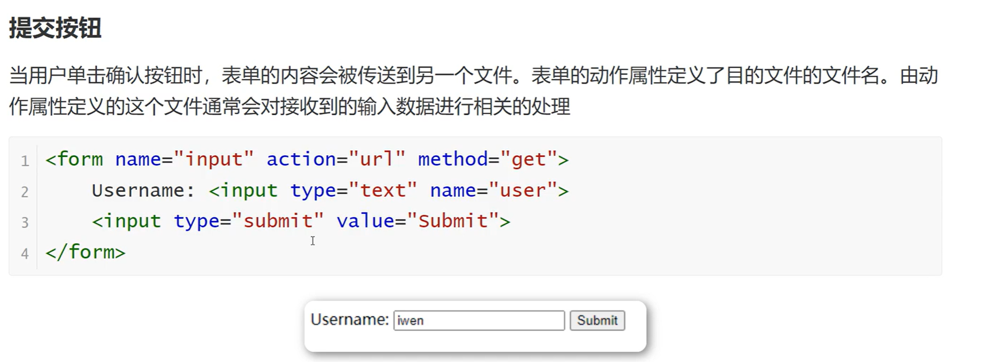 提交按钮
当用户单击确认按钮时，表单的内容会被传送到另一个文件。表单的动作属性定义了目的文件的文件名。由动
作属性定义的这个文件通常会对接收到的输入数据进行相关的处理
1 <form name="input" action="url" method="get">
2     Username: <input type="text" name="user">
3     <input type="submit" value="Submit">
4 </form>
Username: iwen Submit